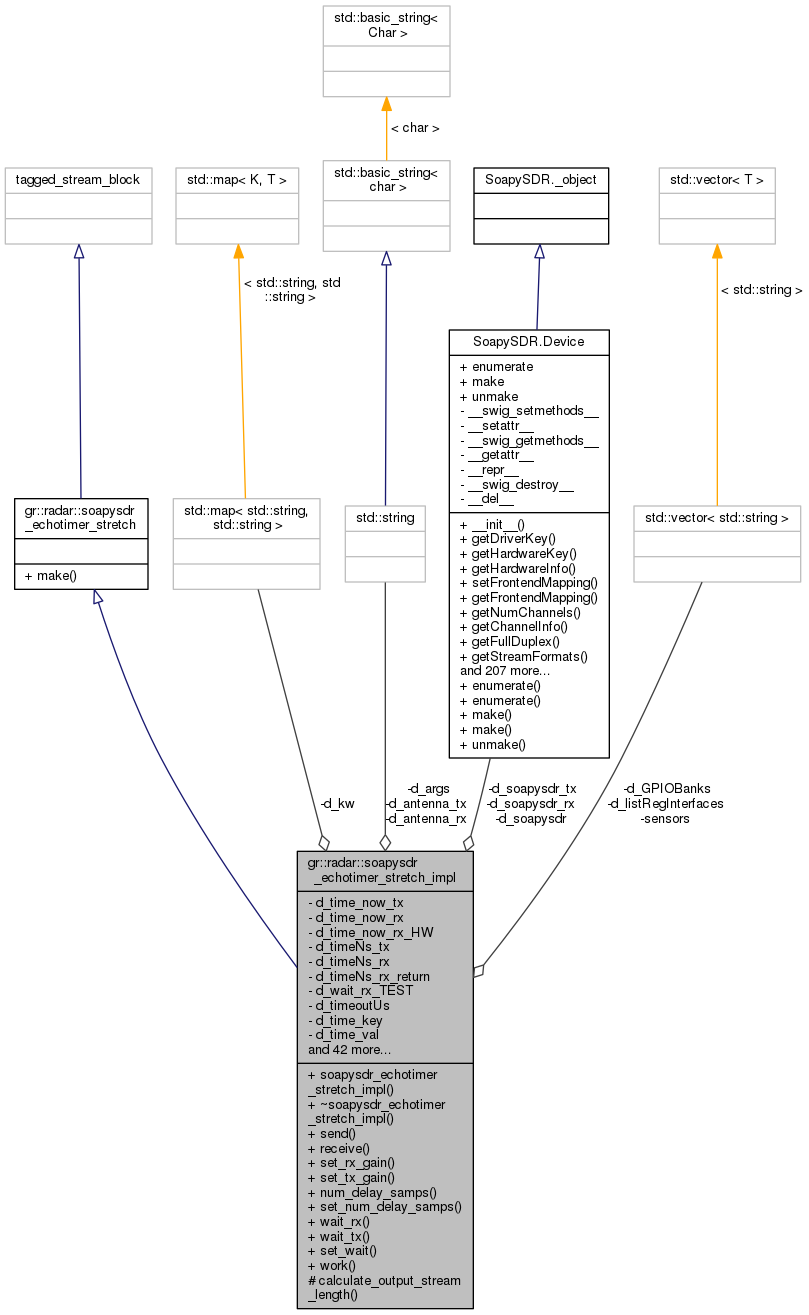 std::basic_string<
Char >
< char >
tagged_stream_block
std::map< K, T >
std::basic_string<
char >
SoapySDR._object
std::vector< T >
< std::string, std
::string >
< std::string >
SoapySDR.Device
+ enumerate
+ make
+ unmake
- __swig_setmethods__
- __setattr__
- __swig_getmethods__
- __getattr__
- __repr__
- __swig_destroy__
- __del__
+ __init__()
+ getDriverKey()
+ getHardwareKey()
+ getHardwareInfo()
+ setFrontendMapping()
+ getFrontendMapping()
+ getNumChannels()
+ getChannelInfo()
+ getFullDuplex()
+ getStreamFormats()
and 207 more...
+ enumerate()
+ enumerate()
+ make()
+ make()
+ unmake()
gr::radar::soapysdr
_echotimer_stretch
+ make()
std::map< std::string,
std::string >
std::string
std::vector< std::string >
-d_kw
-d_args
-d_antenna_tx
-d_antenna_rx
-d_soapysdr_tx
-d_soapysdr_rx
-d_soapysdr
-d_GPIOBanks
-d_listRegInterfaces
-sensors
gr::radar::soapysdr
_echotimer_stretch_impl
- d_time_now_tx
- d_time_now_rx
- d_time_now_rx_HW
- d_timeNs_tx
- d_timeNs_rx
- d_timeNs_rx_return
- d_wait_rx_TEST
- d_timeoutUs
- d_time_key
- d_time_val
and 42 more...
+ soapysdr_echotimer
_stretch_impl()
+ ~soapysdr_echotimer
_stretch_impl()
+ send()
+ receive()
+ set_rx_gain()
+ set_tx_gain()
+ num_delay_samps()
+ set_num_delay_samps()
+ wait_rx()
+ wait_tx()
+ set_wait()
+ work()
# calculate_output_stream
_length()